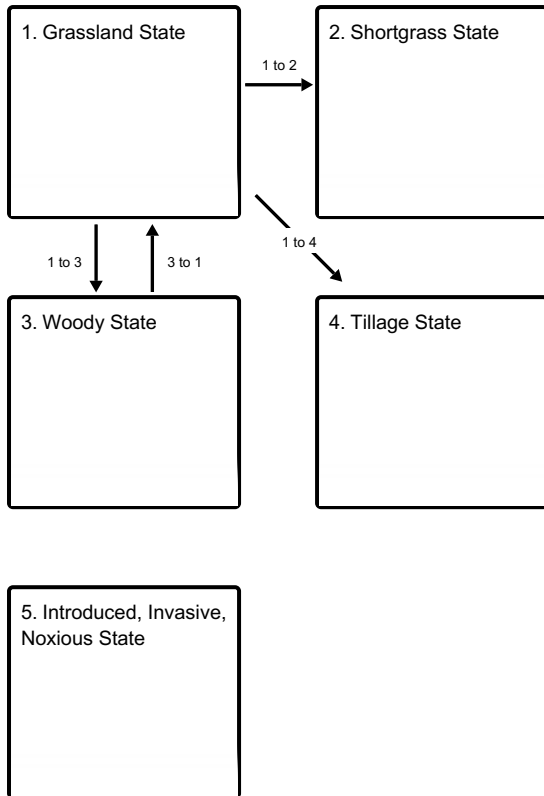 1. Grassland State
2. Shortgrass State
1 to 2
1 to 4
1 to 3
3 to 1
3. Woody State
4. Tillage State
5. Introduced, Invasive,
Noxious State